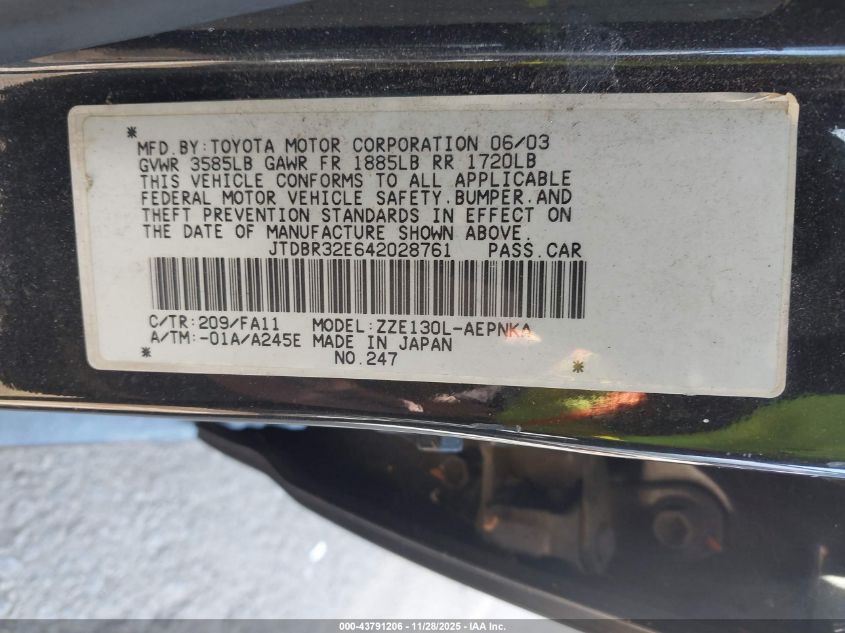 *
MFD.BY:TOYOTA MOTOR CORPORATION 06/03
GVWR 3585LB GAWR FR 1885LB RR 1720LB
THIS VEHICLE CONFORMS TO ALL APPLICABLE
FEDERAL MOTOR VEHICLE SAFETY.BUMPER.AND
THEFT PREVENTION STANDARDS IN EFFECT ON
THE DATE OF MANUFACTURE SHOWN ABOVE.
JTDBR32E642028761 PASS.CAR
C/TR:209/FA11 MODEL:ZZE130L-AEPNKA
A/TM:-01A/A245E MADE IN JAPAN
* NO.247 *
000-43791206 - 11/28/2025 - IAA Inc.